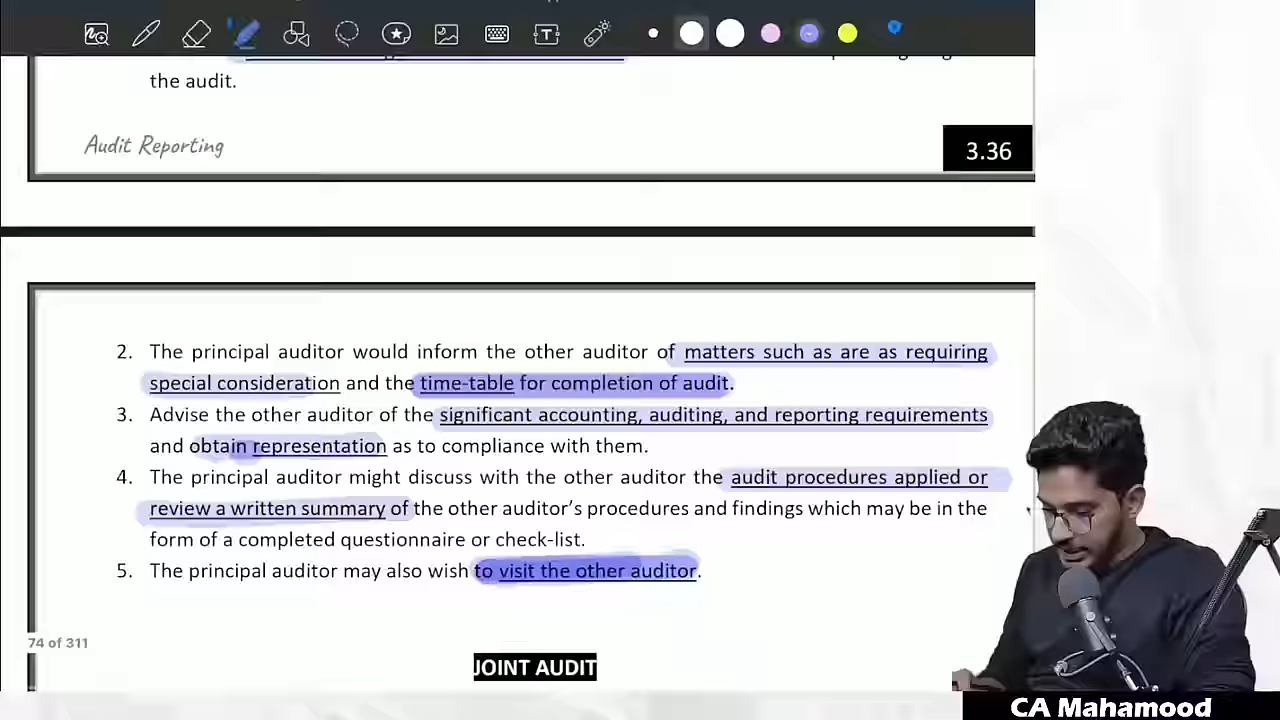 the audit.
Audit Reporting
3.36
2. The principal auditor would inform the other auditor of matters such as are as requiring
special consideration and the time-table for completion of audit.
3. Advise the other auditor of the significant accounting, auditing, and reporting requirements
and obtain representation as to compliance with them.
4. The principal auditor might discuss with the other auditor the audit procedures applied or
review a written summary of the other auditor’s procedures and findings which may be in the
form of a completed questionnaire or check-list.
5. The principal auditor may also wish to visit the other auditor.
74 of 311
JOINT AUDIT
CA Mahamood